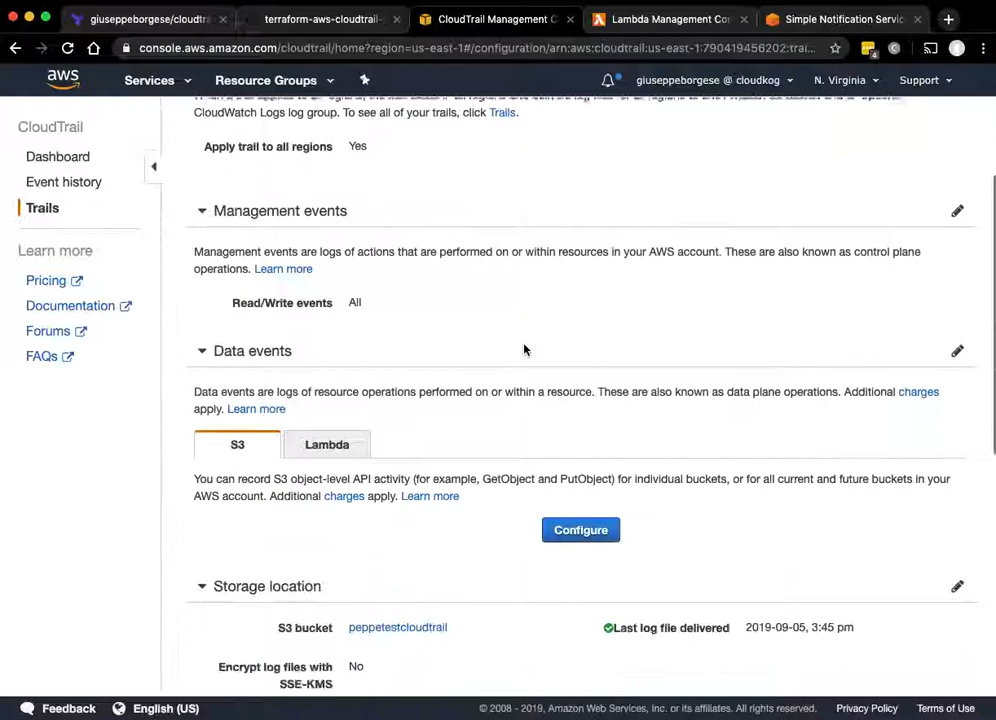 giuseppeborgese/cloudtra
terraform-aws-cloudtrail-
CloudTrail Management C
Lambda Management Con
Simple Notification Servic
console.aws.amazon.com/cloudtrail/home?region=us-east-1#/configuration/arn:aws:cloudtrail:us-east-1:790419456202:trai...
4
aws
Services
Resource Groups
giuseppeborgese @ cloudkog
N. Virginia
Support
CloudTrail
Dashboard
Event history
Trails
Learn more
Pricing
Documentation
Forums
FAQs
CloudWatch Logs log group. To see all of your trails, click Trails.
Apply trail to all regions Yes
Management events
Management events are logs of actions that are performed on or within resources in your AWS account. These are also known as control plane
operations. Learn more
Read/Write events All
Data events
Data events are logs of resource operations performed on or within a resource. These are also known as data plane operations. Additional charges
apply. Learn more
S3
Lambda
You can record S3 object-level API activity (for example, GetObject and PutObject) for individual buckets, or for all current and future buckets in your
AWS account. Additional charges apply. Learn more
Configure
Storage location
S3 bucket peppetestcloudtrail
Last log file delivered 2019-09-05, 3:45 pm
Encrypt log files with No
SSE-KMS
Feedback
English (US)
© 2008 - 2019, Amazon Web Services, Inc. or its affiliates. All rights reserved.
Privacy Policy
Terms of Use